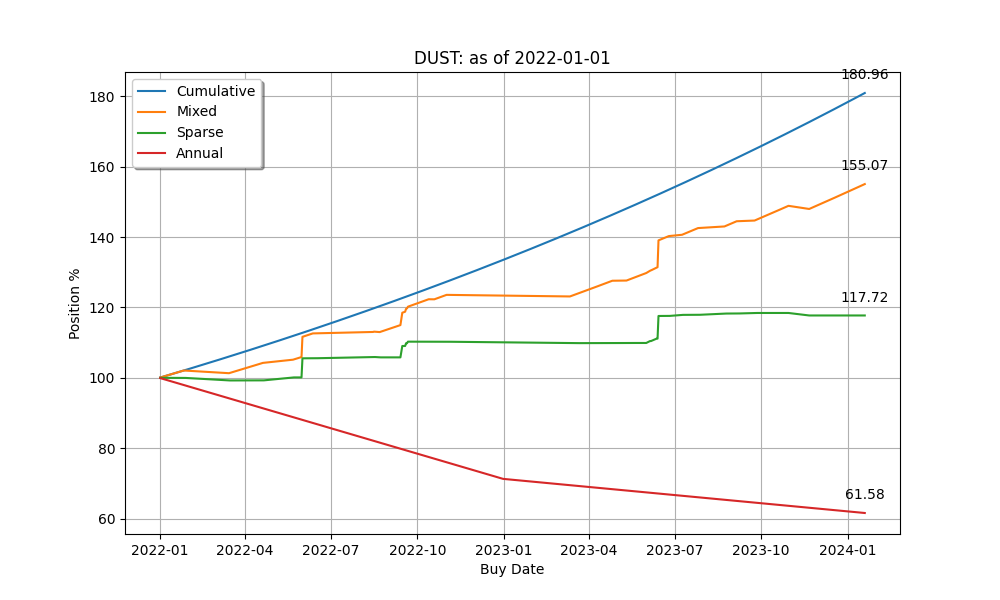 DUST: as of 2022-01-01
180.96
Cumulative
Mixed
Sparse
Annual
155.07
117.72
61.58
Position %
180
160
140
120
100
80
60
2022-01 2022-04 2022-07 2022-10 2023-01 2023-04 2023-07 2023-10 2024-01
Buy Date